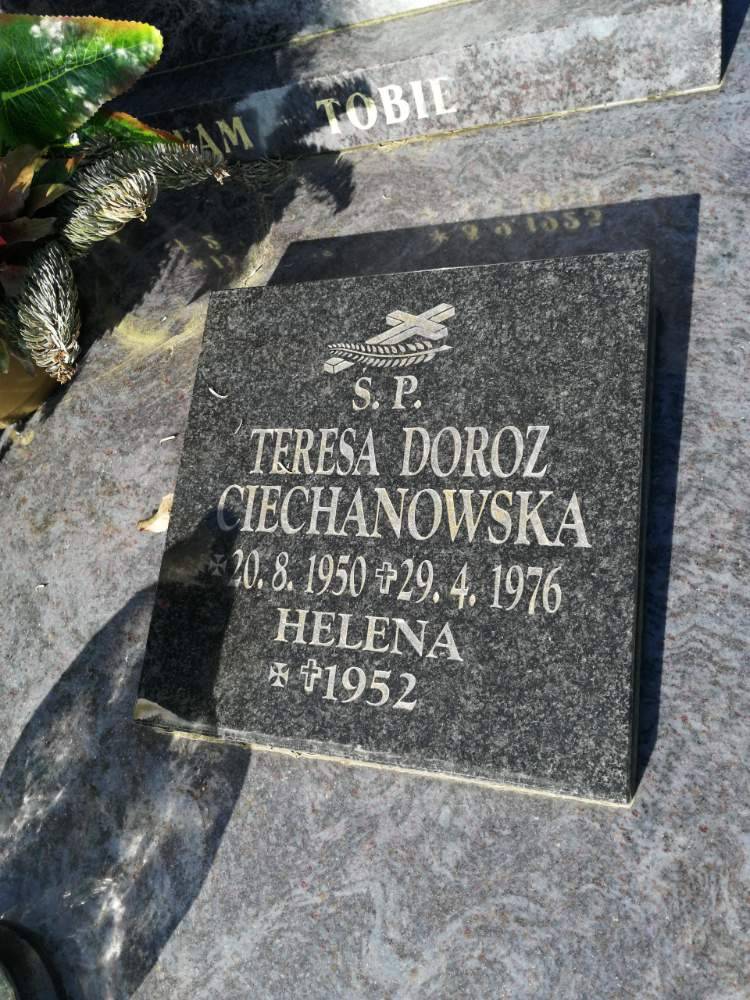 TOBIE
S. P.
TERESA DOROZ
CIECHANOWSKA
✠20. 8. 1950 ✝29. 4. 1976
HELENA
✠ ✝1952